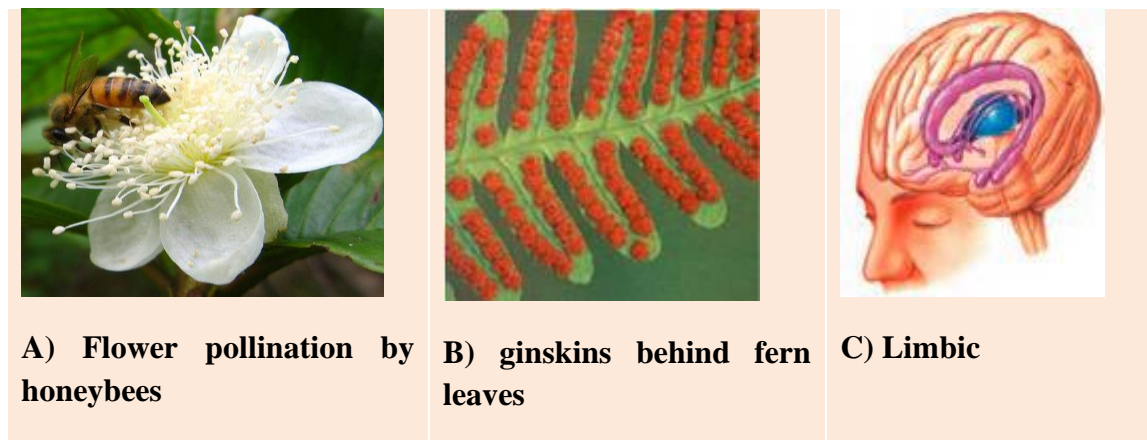 A) Flower pollination by
honeybees
B) ginskins behind fern
leaves
C) Limbic